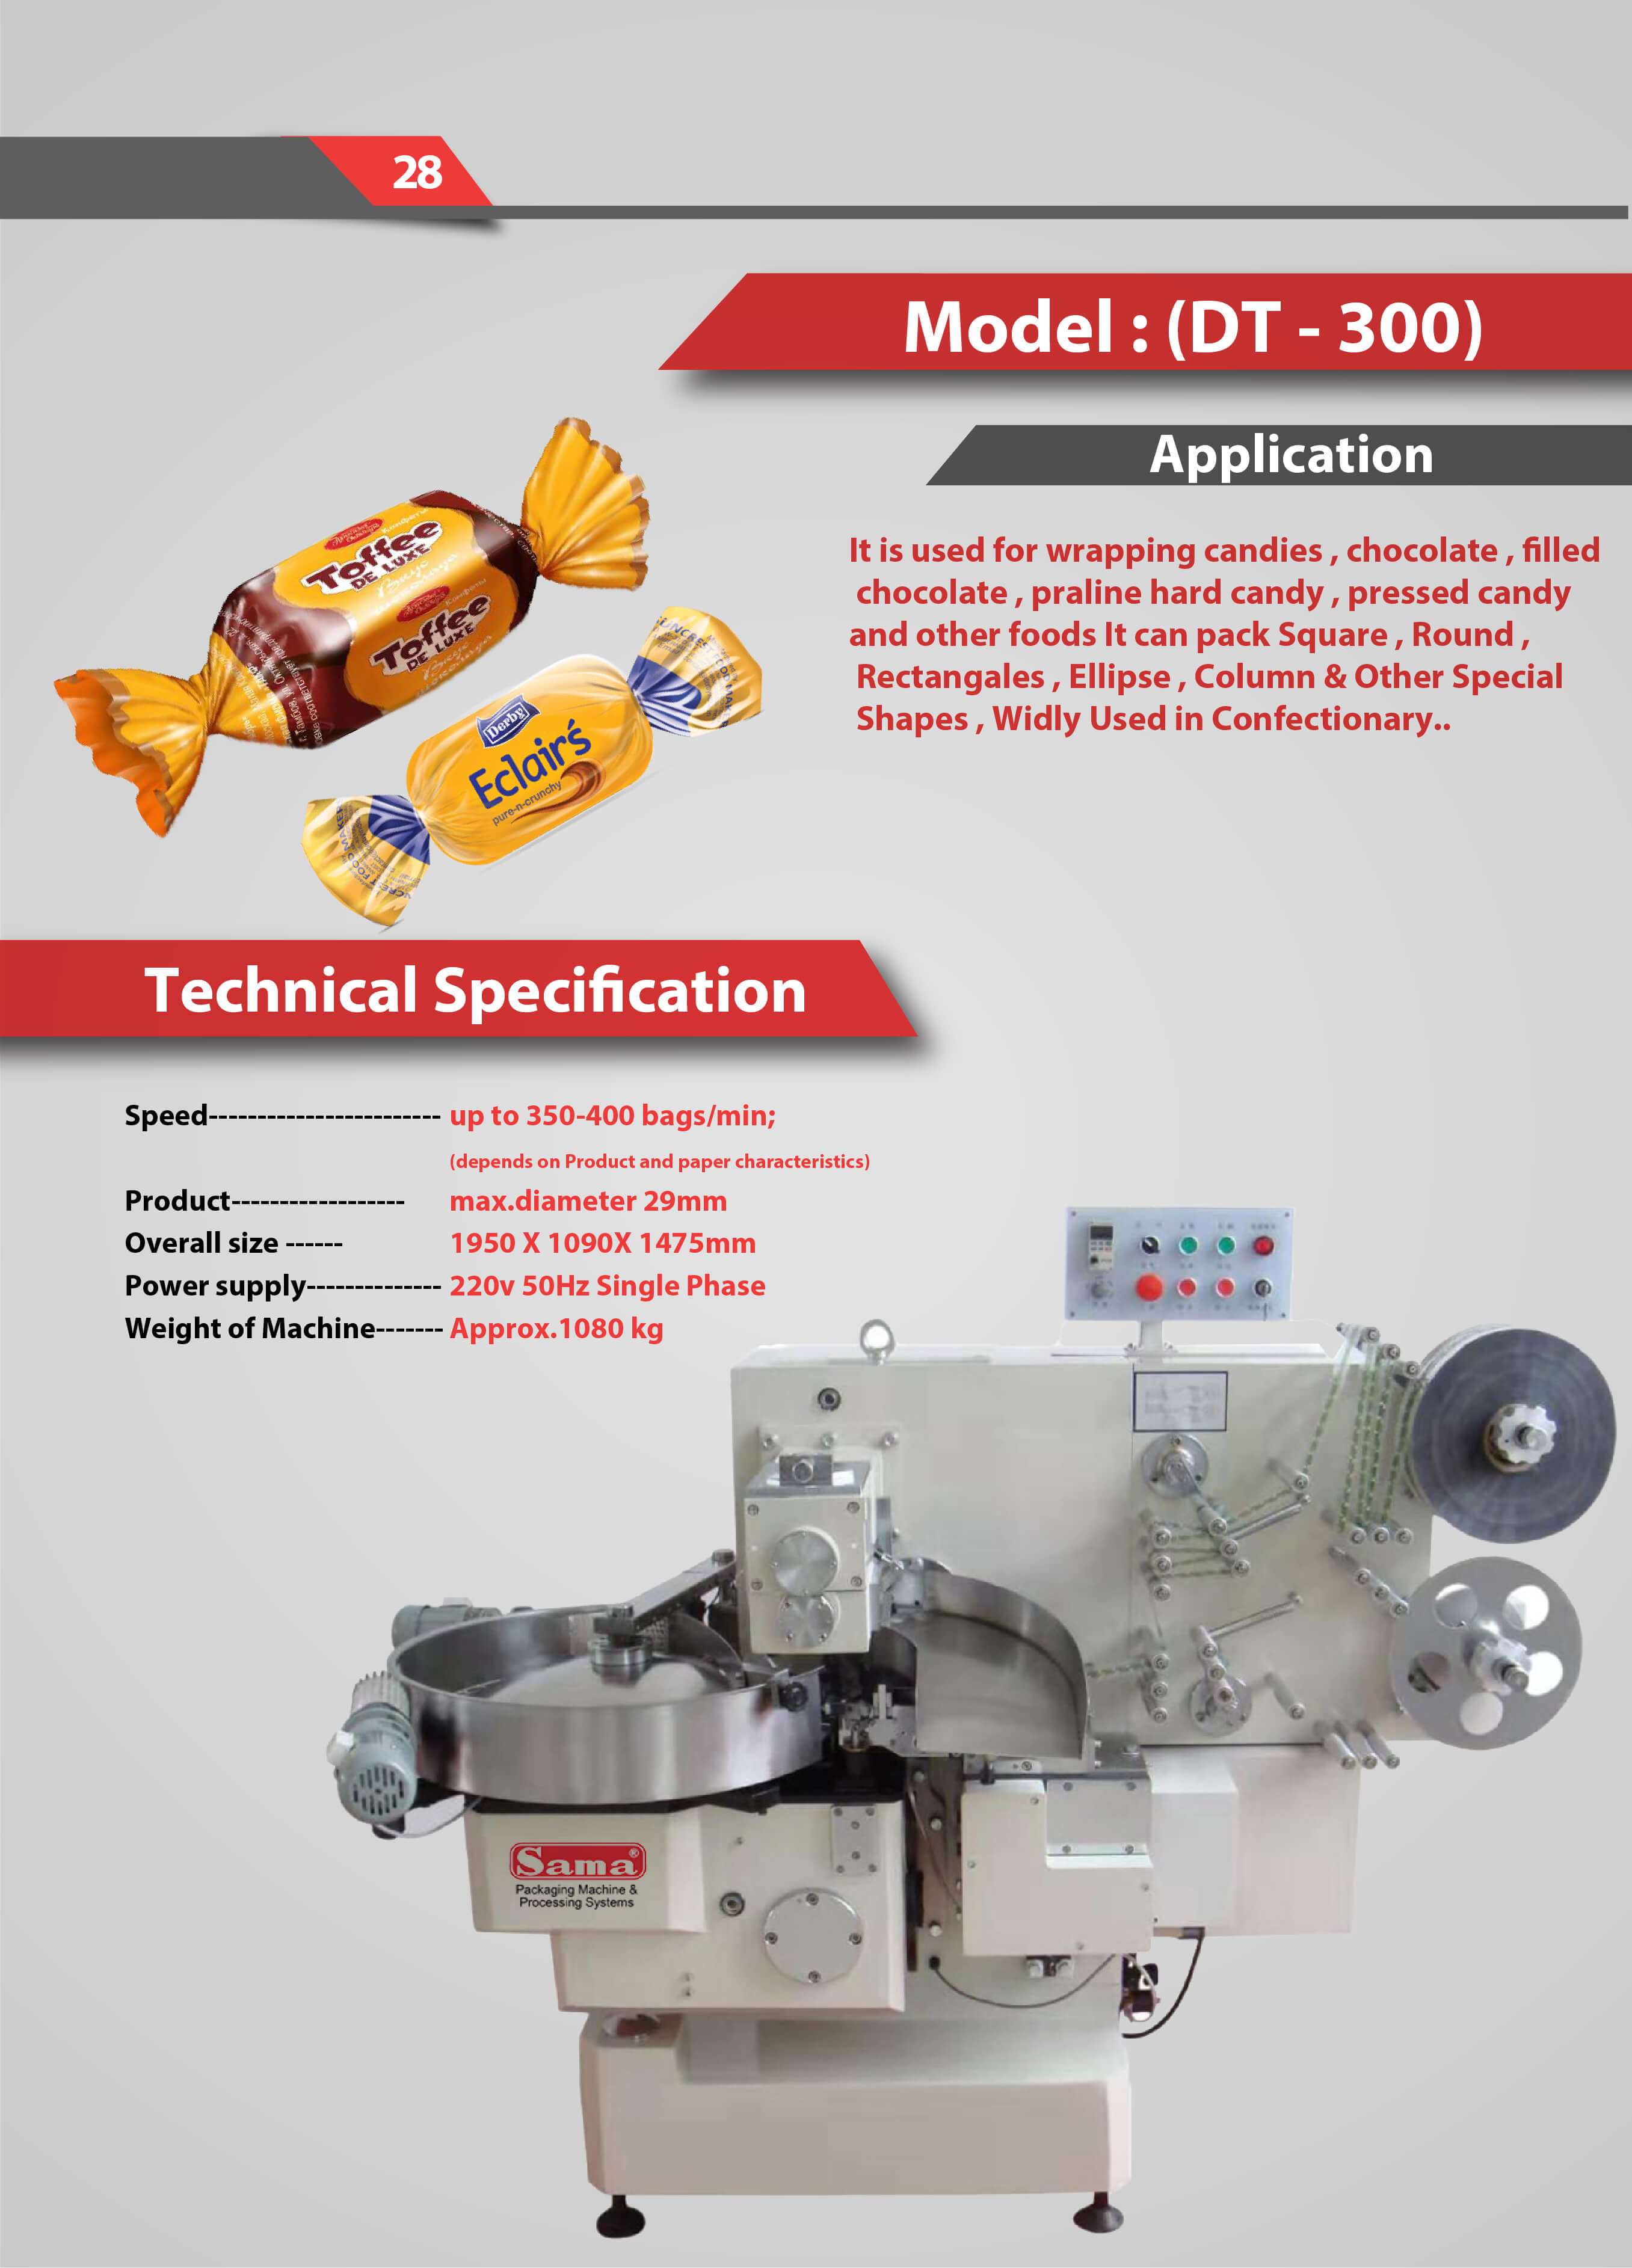 28
Model : (DT - 300)
Application
It is used for wrapping candies , chocolate , filled
chocolate , praline hard candy , pressed candy
and other foods It can pack Square , Round ,
Rectangales , Ellipse , Column & Other Special
Shapes , Widly Used in Confectionary..
Toffee
DE LUXE
Toffee
DE LUXE
Derby
Eclair's
pure-n-crunchy
Technical Specification
Speed------------------------ up to 350-400 bags/min;
(depends on Product and paper characteristics)
Product------------------ max.diameter 29mm
Overall size ------ 1950 X 1090X 1475mm
Power supply-------------- 220v 50Hz Single Phase
Weight of Machine------- Approx.1080 kg
Sama®
Packaging Machine &
Processing Systems